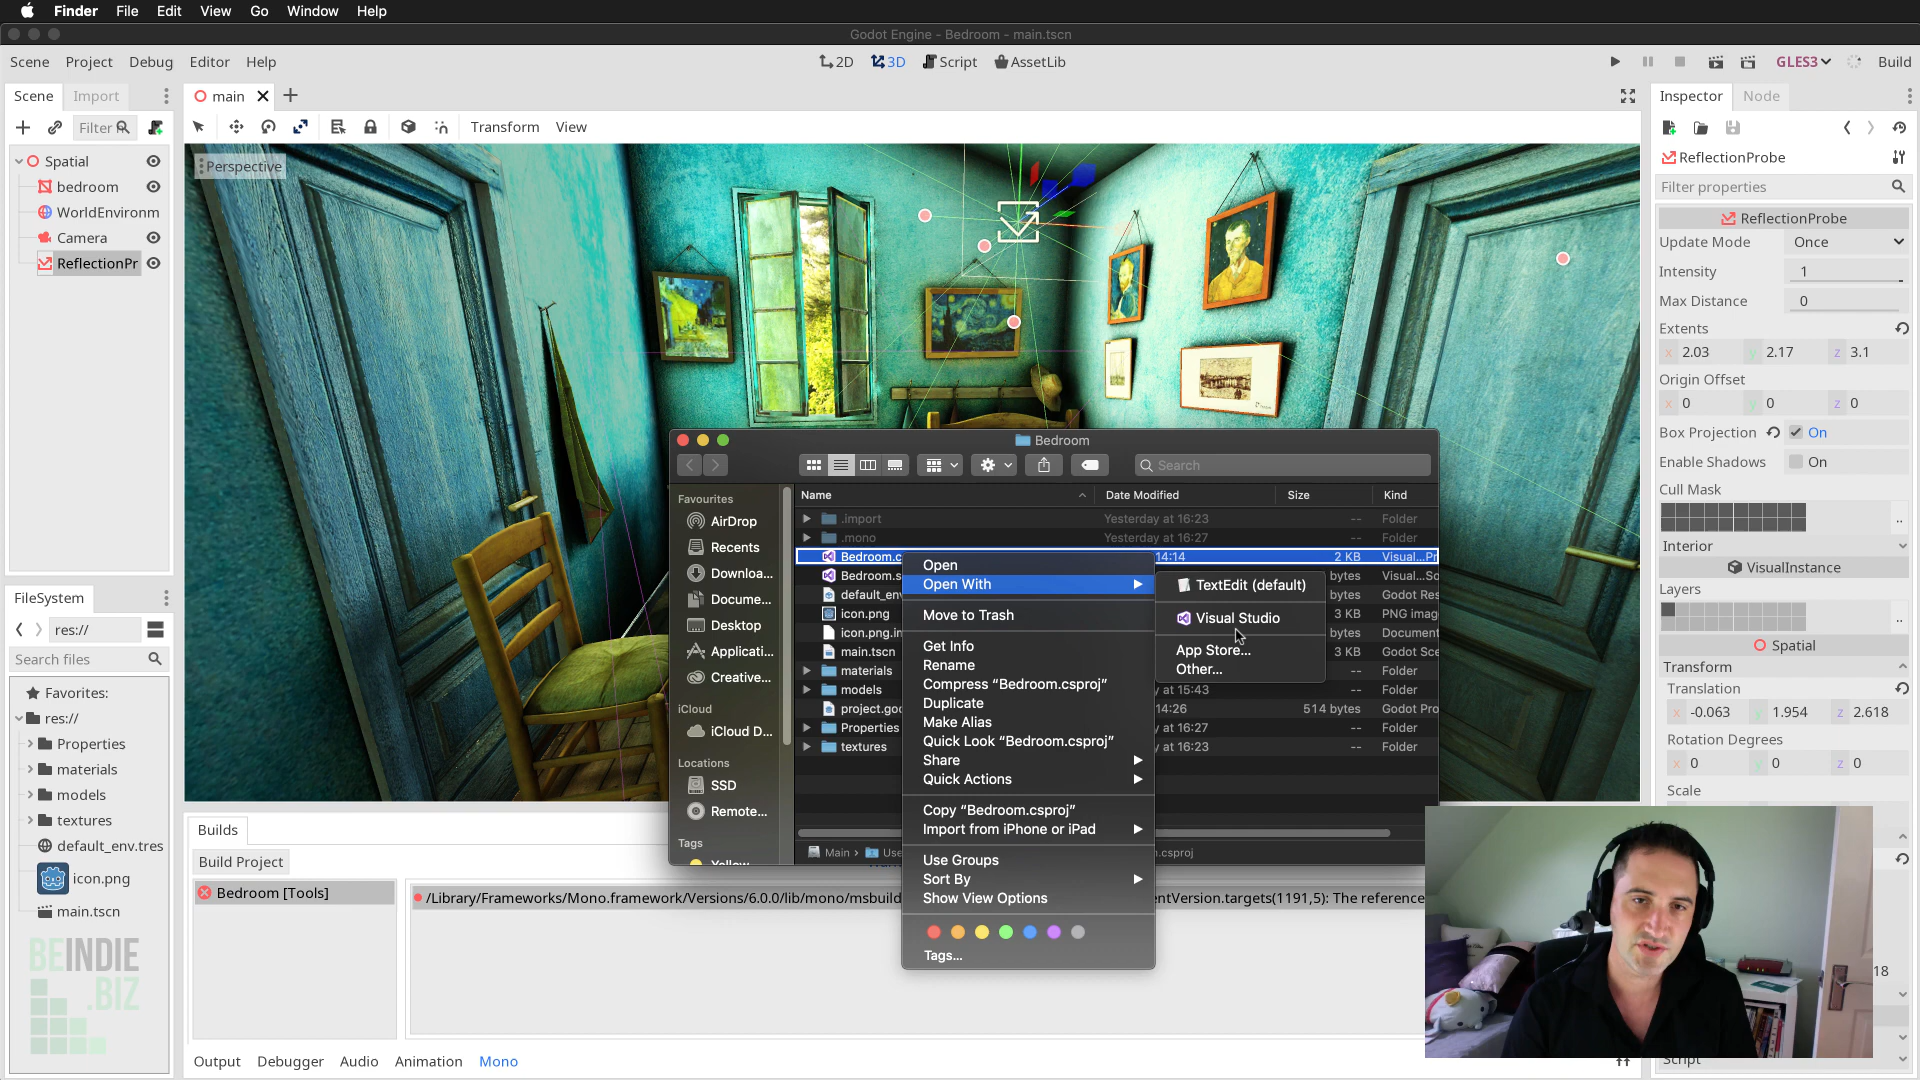 Finder File Edit View Go Window Help
Godot Engine - Bedroom - main.tscn
Scene Project Debug Editor Help
2D 3D Script AssetLib
GLES3 Build
Scene Import
main
Inspector Node
Filter
Transform View
Spatial
bedroom
WorldEnvironm
Camera
ReflectionPr
Perspective
ReflectionProbe
Filter properties
ReflectionProbe
Update Mode Once
Intensity 1
Max Distance 0
Extents
x 2.03 y 2.17 z 3.1
Origin Offset
x 0 y 0 z 0
Box Projection On
Enable Shadows On
Cull Mask
..
Interior
VisualInstance
Layers
..
Spatial
Transform
Translation
x -0.063 y 1.954 z 2.618
Rotation Degrees
x 0 y 0 z 0
Scale
18
Script
FileSystem
res://
Search files
Favorites:
res://
Properties
materials
models
textures
default_env.tres
icon.png
main.tscn
BEINDIE
.BIZ
Bedroom
Search
Favourites
AirDrop
Recents
Downloa...
Docume...
Desktop
Applicati...
Creative...
iCloud
iCloud D...
Locations
SSD
Remote...
Tags
Yellow
Name Date Modified Size Kind
.import Yesterday at 16:23 -- Folder
.mono Yesterday at 16:27 -- Folder
Bedroom.c 14:14 2 KB Visual...Pr
Bedroom.s bytes Visual...So
default_env bytes Godot Res
icon.png 3 KB PNG imag
icon.png.in bytes Document
main.tscn 3 KB Godot Sce
materials -- Folder
models y at 15:43 -- Folder
project.goo 14:26 514 bytes Godot Pro
Properties y at 16:27 -- Folder
textures y at 16:23 -- Folder
Main › Use n.csproj
Open
Open With
Move to Trash
Get Info
Rename
Compress “Bedroom.csproj”
Duplicate
Make Alias
Quick Look “Bedroom.csproj”
Share
Quick Actions
Copy “Bedroom.csproj”
Import from iPhone or iPad
Use Groups
Sort By
Show View Options
Tags...
TextEdit (default)
Visual Studio
App Store...
Other...
Builds
Build Project
Bedroom [Tools]
/Library/Frameworks/Mono.framework/Versions/6.0.0/lib/mono/msbuild entVersion.targets(1191,5): The reference
Output Debugger Audio Animation Mono